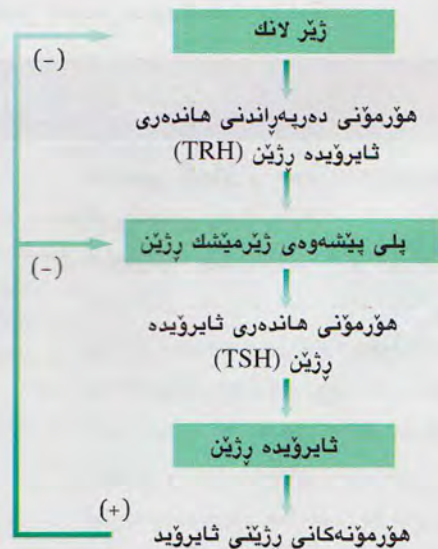 ژێر لانك
(−)
هۆرمۆنی دەرپەڕاندنی هاندەری
ثایرۆیدە ڕژێن (TRH)
پلی پێشەوەی ژێرمێشك ڕژێن
(−)
هۆرمۆنی هاندەری ثایرۆیدە
ڕژێن (TSH)
ثایرۆیدە ڕژێن
(+)
هۆرمۆنەکانی رژێنی ثایرۆید